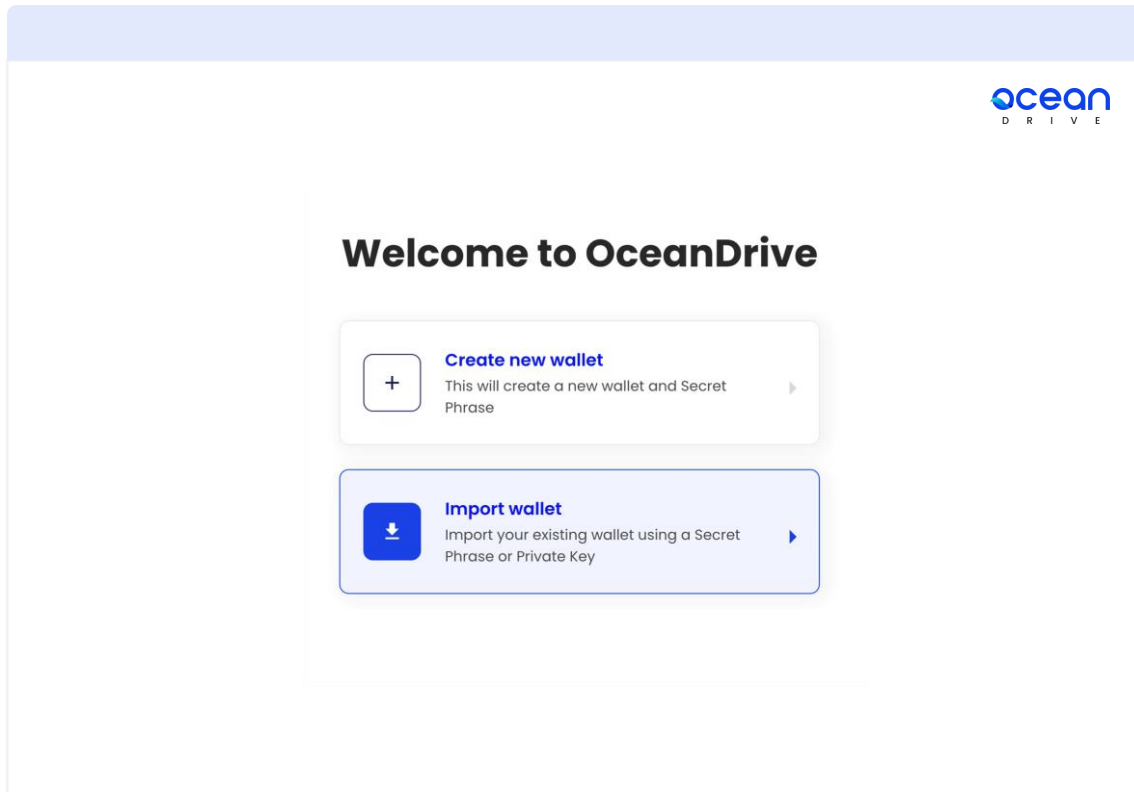 ocean
DRIVE
Welcome to OceanDrive
Create new wallet
This will create a new wallet and Secret
Phrase
Import wallet
Import your existing wallet using a Secret
Phrase or Private Key